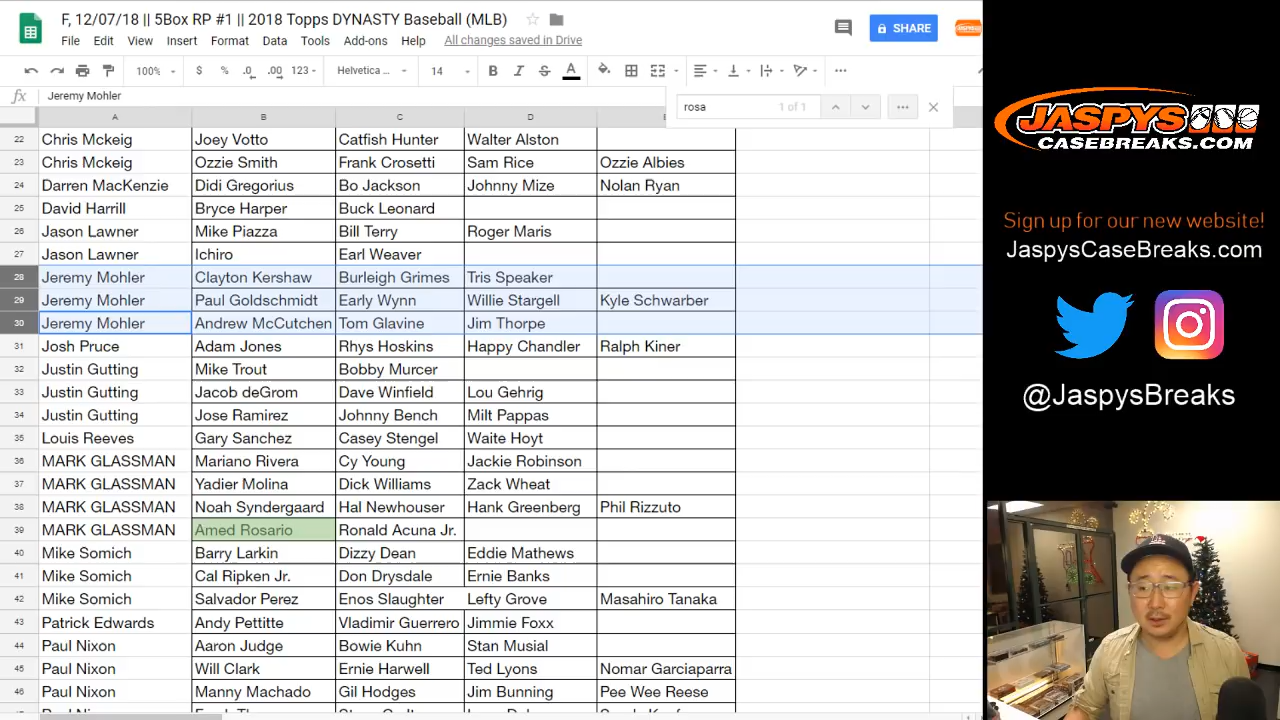 F, 12/07/18 || 5Box RP #1 || 2018 Topps DYNASTY Baseball (MLB)
File Edit View Insert Format Data Tools Add-ons Help All changes saved in Drive
SHARE
100% $ % .0 .00 123 Helvetica ... 14 B I S A
fx Jeremy Mohler
rosa 1 of 1
A B C D
22 Chris Mckeig Joey Votto Catfish Hunter Walter Alston
23 Chris Mckeig Ozzie Smith Frank Crosetti Sam Rice Ozzie Albies
24 Darren MacKenzie Didi Gregorius Bo Jackson Johnny Mize Nolan Ryan
25 David Harrill Bryce Harper Buck Leonard
26 Jason Lawner Mike Piazza Bill Terry Roger Maris
27 Jason Lawner Ichiro Earl Weaver
28 Jeremy Mohler Clayton Kershaw Burleigh Grimes Tris Speaker
29 Jeremy Mohler Paul Goldschmidt Early Wynn Willie Stargell Kyle Schwarber
30 Jeremy Mohler Andrew McCutchen Tom Glavine Jim Thorpe
31 Josh Pruce Adam Jones Rhys Hoskins Happy Chandler Ralph Kiner
32 Justin Gutting Mike Trout Bobby Murcer
33 Justin Gutting Jacob deGrom Dave Winfield Lou Gehrig
34 Justin Gutting Jose Ramirez Johnny Bench Milt Pappas
35 Louis Reeves Gary Sanchez Casey Stengel Waite Hoyt
36 MARK GLASSMAN Mariano Rivera Cy Young Jackie Robinson
37 MARK GLASSMAN Yadier Molina Dick Williams Zack Wheat
38 MARK GLASSMAN Noah Syndergaard Hal Newhouser Hank Greenberg Phil Rizzuto
39 MARK GLASSMAN Amed Rosario Ronald Acuna Jr.
40 Mike Somich Barry Larkin Dizzy Dean Eddie Mathews
41 Mike Somich Cal Ripken Jr. Don Drysdale Ernie Banks
42 Mike Somich Salvador Perez Enos Slaughter Lefty Grove Masahiro Tanaka
43 Patrick Edwards Andy Pettitte Vladimir Guerrero Jimmie Foxx
44 Paul Nixon Aaron Judge Bowie Kuhn Stan Musial
45 Paul Nixon Will Clark Ernie Harwell Ted Lyons Nomar Garciaparra
46 Paul Nixon Manny Machado Gil Hodges Jim Bunning Pee Wee Reese
JASPYS
CASEBREAKS.COM
Sign up for our new website!
JaspysCaseBreaks.com
@JaspysBreaks